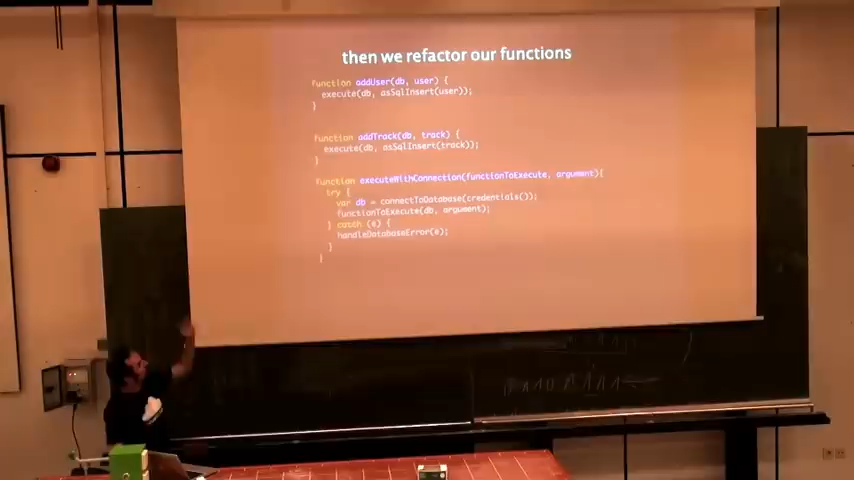 then we refactor our functions
function addUser(db, user) {
execute(db, asSqlInsert(user));
}
function addTrack(db, track) {
execute(db, asSqlInsert(track));
}
function executeWithConnection(functionToExecute, argument){
try {
var db = connectToDatabase(credentials());
functionToExecute(db, argument);
} catch (e) {
handleDatabaseError(e);
}
}